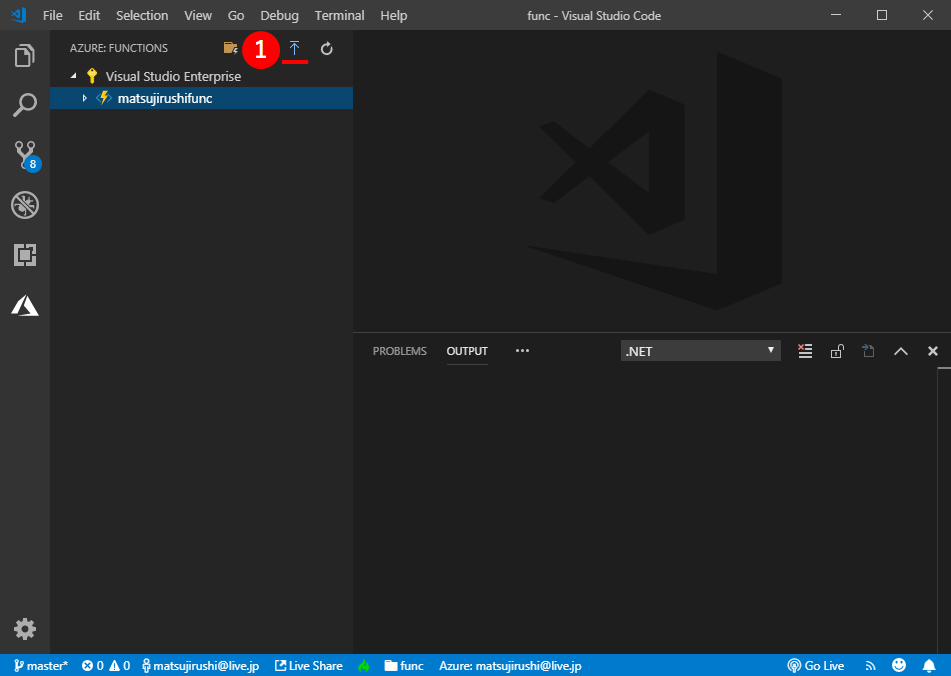 File Edit Selection View Go Debug Terminal Help func - Visual Studio Code
AZURE: FUNCTIONS 1
Visual Studio Enterprise
matsujirushifunc
8
PROBLEMS OUTPUT ... .NET
master* 0 0 matsujirushi@live.jp Live Share func Azure: matsujirushi@live.jp Go Live